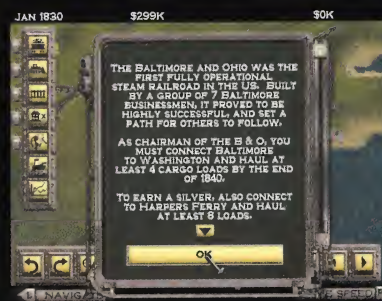 JAN 1830 $299K $0K
THE BALTIMORE AND OHIO WAS THE
FIRST FULLY OPERATIONAL
STEAM RAILROAD IN THE US. BUILT
BY A GROUP OF 7 BALTIMORE
BUSINESSMEN, IT PROVED TO BE
HIGHLY SUCCESSFUL, AND SET A
PATH FOR OTHERS TO FOLLOW.
AS CHAIRMAN OF THE B & O, YOU
MUST CONNECT BALTIMORE
TO WASHINGTON AND HAUL AT
LEAST 4 CARGO LOADS BY THE END
OF 1840.
TO EARN A SILVER, ALSO CONNECT
TO HARPERS FERRY AND HAUL
AT LEAST 8 LOADS.
OK
L NAVIG E SPEED R